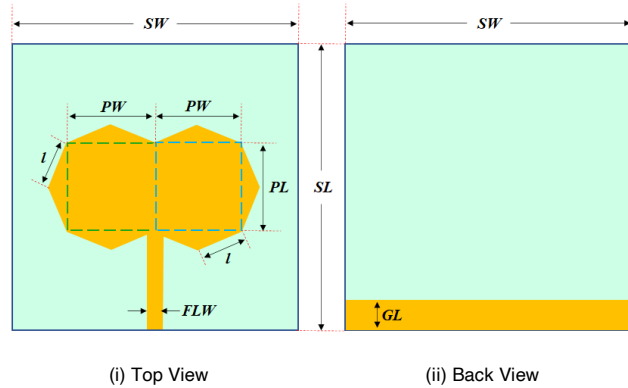 SW
SW
PW
PW
l
PL
SL
l
FLW
GL
(i) Top View
(ii) Back View